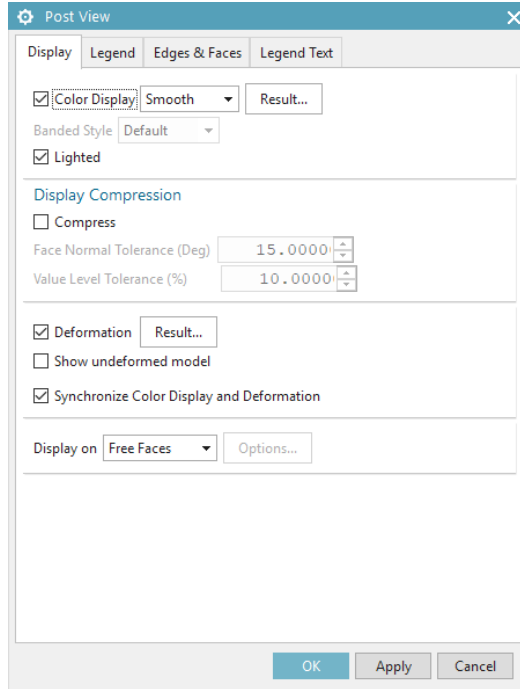 Post View
Display Legend Edges & Faces Legend Text
Color Display Smooth Result...
Banded Style Default
Lighted
Display Compression
Compress
Face Normal Tolerance (Deg) 15.0000
Value Level Tolerance (%) 10.0000
Deformation Result...
Show undeformed model
Synchronize Color Display and Deformation
Display on Free Faces Options...
OK Apply Cancel